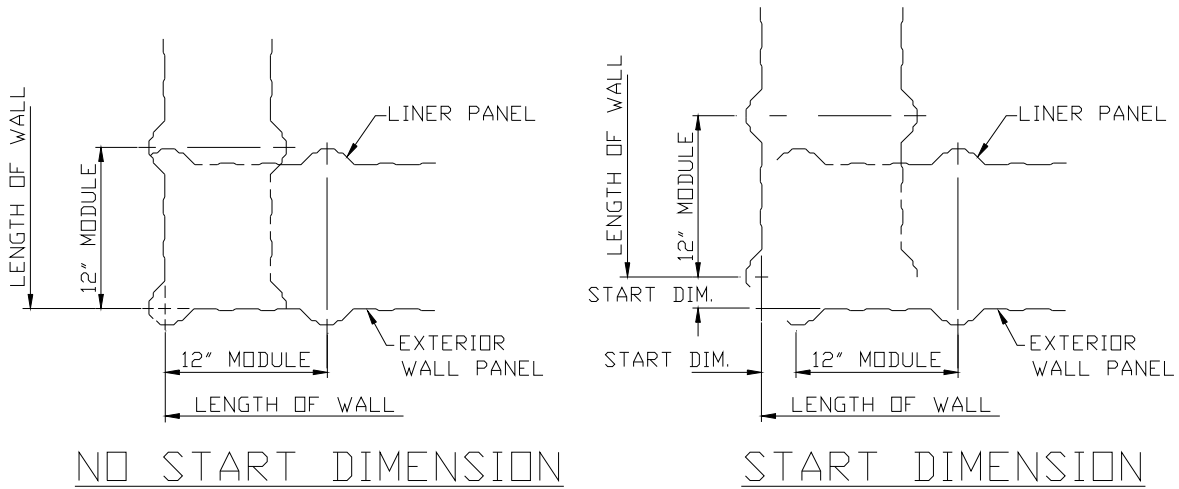 LENGTH OF WALL
12" MODULE
LINER PANEL
EXTERIOR
WALL PANEL
12" MODULE
LENGTH OF WALL
NO START DIMENSION
LENGTH OF WALL
12" MODULE
LINER PANEL
START DIM.
START DIM.
12" MODULE
EXTERIOR
WALL PANEL
LENGTH OF WALL
START DIMENSION